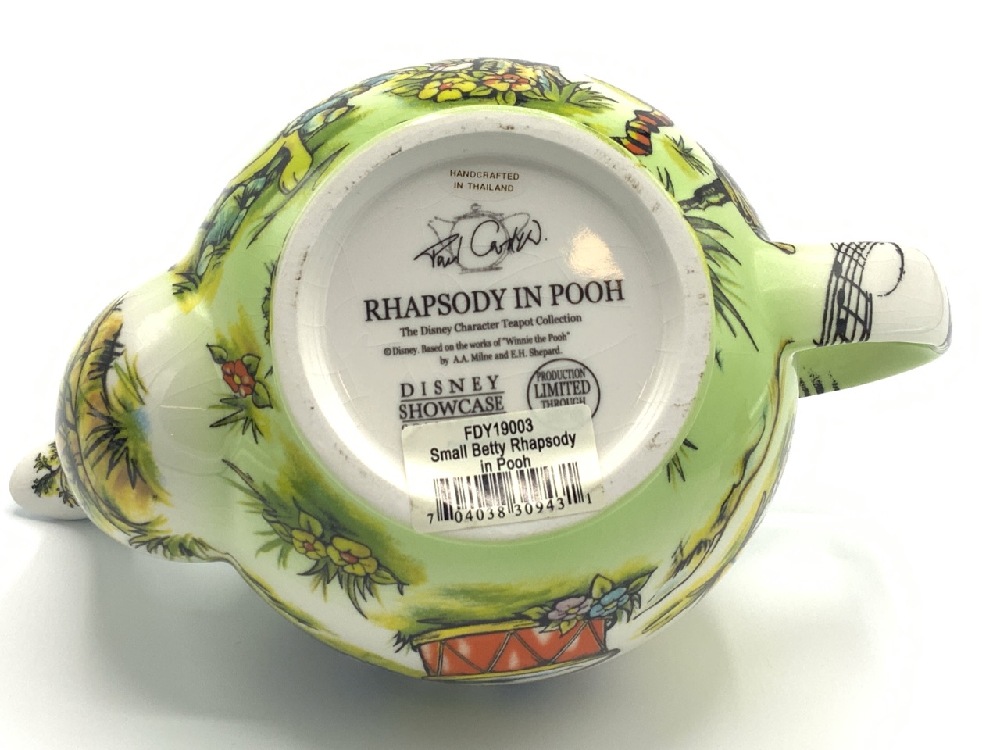 HANDCRAFTED
IN THAILAND
Paul Cardew.
RHAPSODY IN POOH
The Disney Character Teapot Collection
©Disney. Based on the works of "Winnie the Pooh"
by A.A. Milne and E.H. Shepard.
DISNEY
SHOWCASE
PRODUCTION
LIMITED
THROUGH
FDY19003
Small Betty Rhapsody
in Pooh
7 04038 30943 1